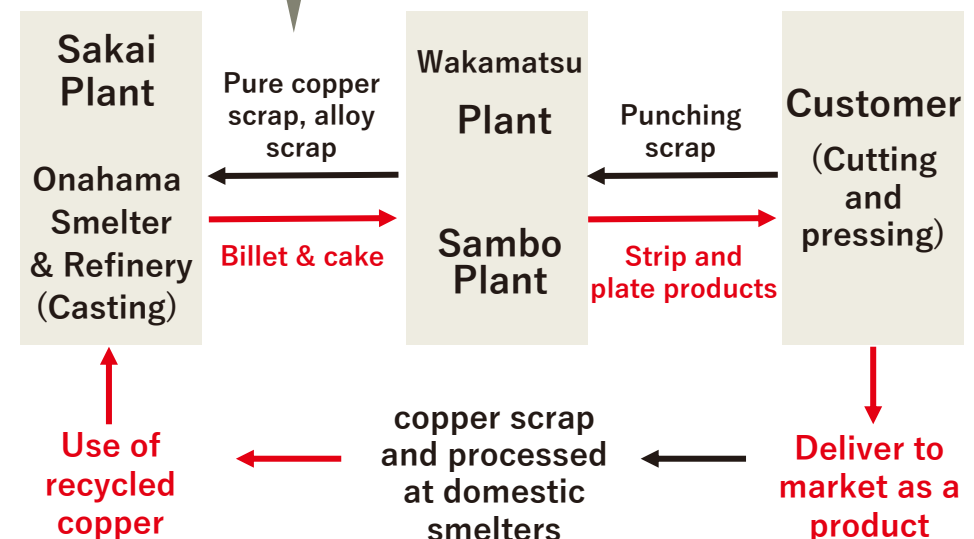 Sakai
Plant
Onahama
Smelter
& Refinery
(Casting)
Pure copper
scrap, alloy
scrap
Billet & cake
Wakamatsu
Plant
Sambo
Plant
Punching
scrap
Strip and
plate products
Customer
(Cutting
and
pressing)
Use of
recycled
copper
copper scrap
and processed
at domestic
smelters
Deliver to
market as a
product